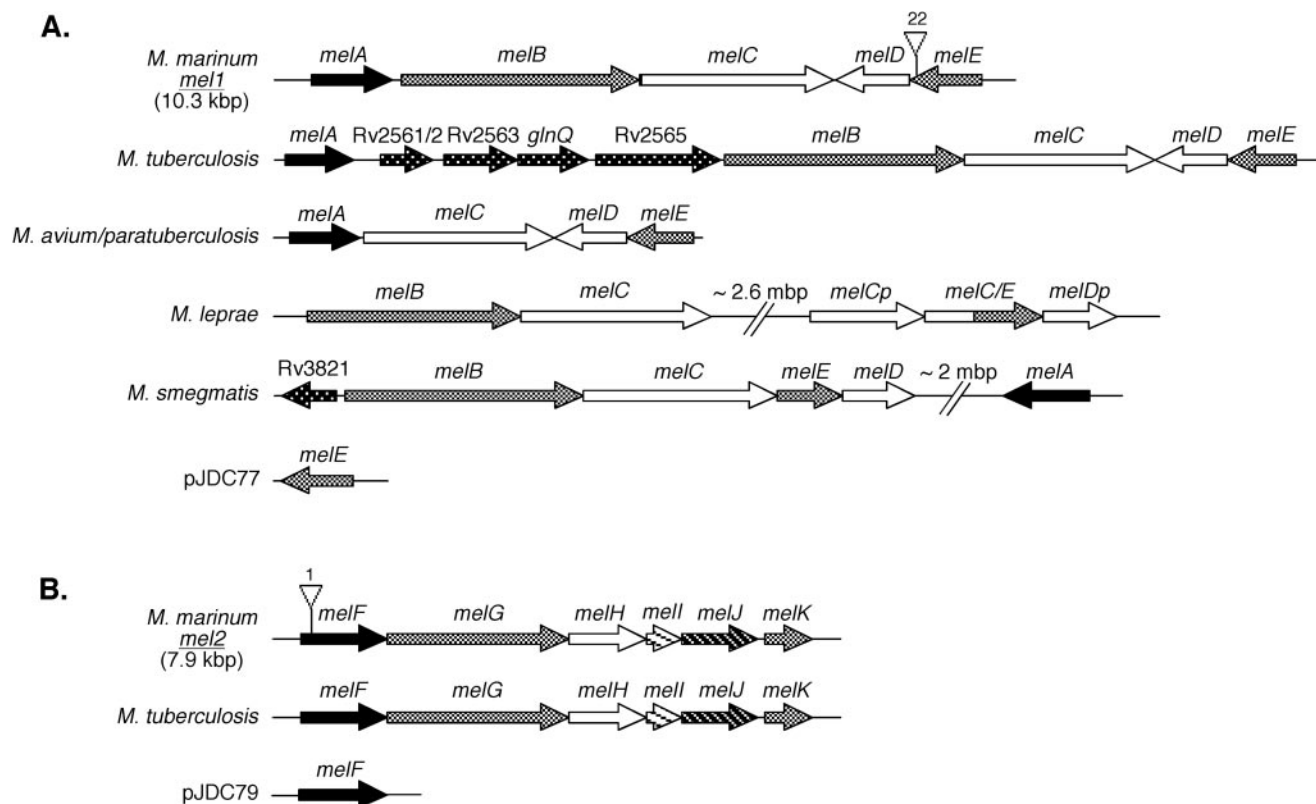 A.
22
M. marinum
mel1
(10.3 kbp)
melA melB melC melD melE
M. tuberculosis
melA Rv2561/2 Rv2563 glnQ Rv2565 melB melC melD melE
M. avium/paratuberculosis
melA melC melD melE
M. leprae
melB melC ~ 2.6 mbp melCp melC/E melDp
M. smegmatis
Rv3821 melB melC melE melD ~ 2 mbp melA
pJDC77
melE
B.
1
M. marinum
mel2
(7.9 kbp)
melF melG melH melI melJ melK
M. tuberculosis
melF melG melH melI melJ melK
pJDC79
melF